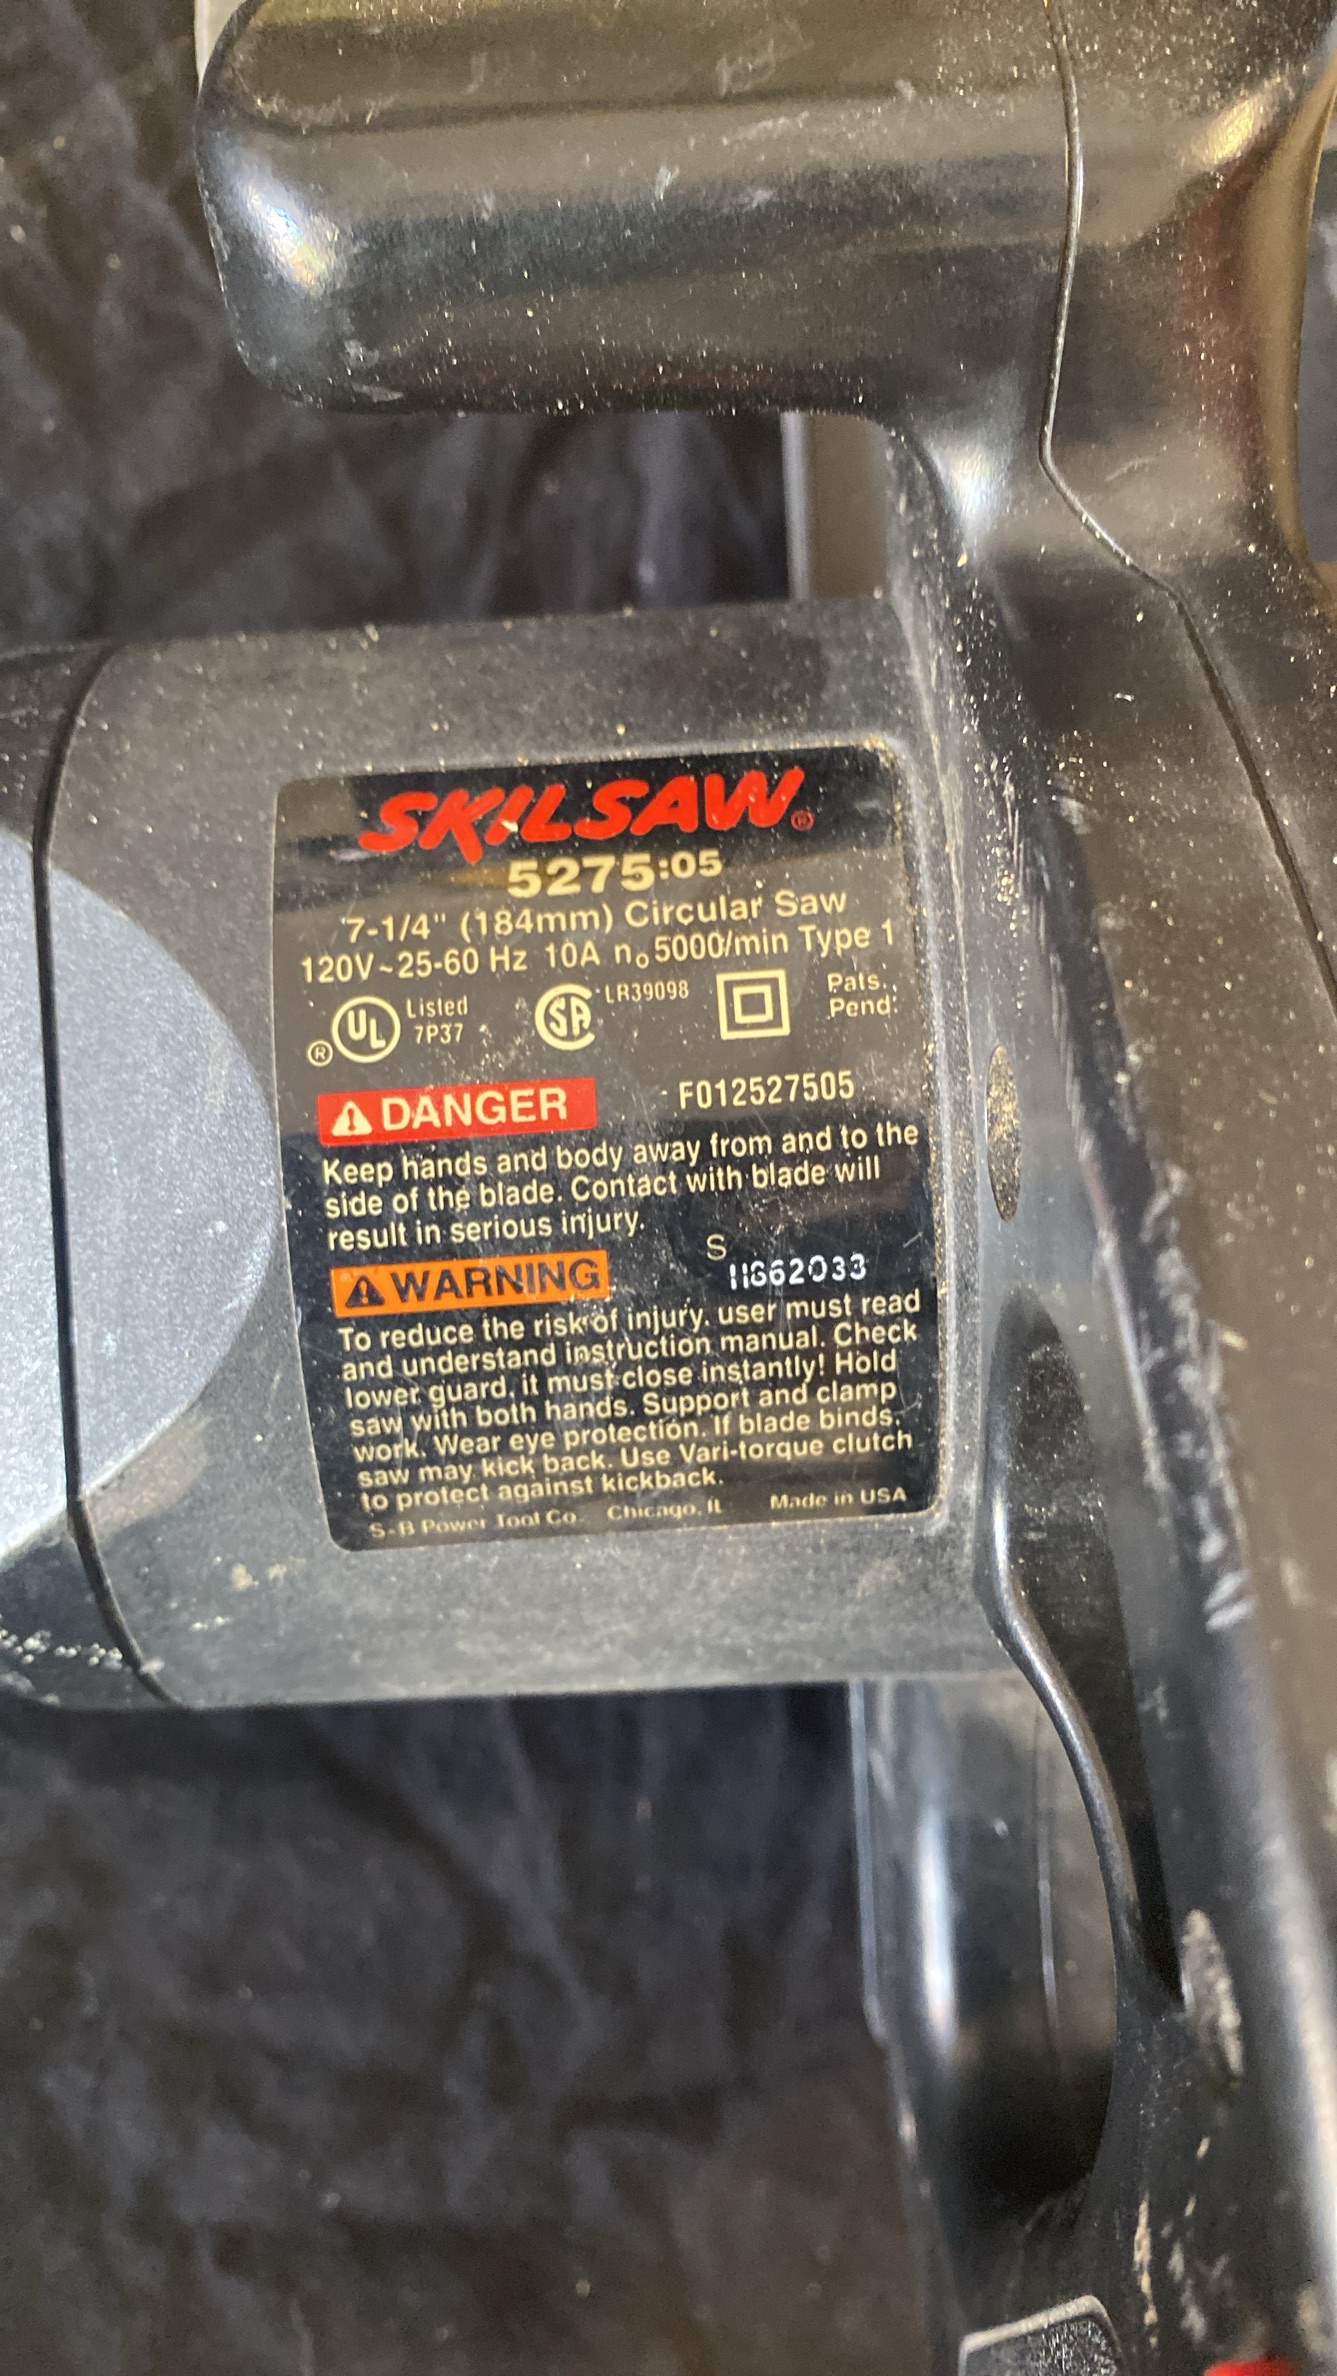 SKILSAW®
5275:05
7-1/4" (184mm) Circular Saw
120V~25-60 Hz 10A n₀ 5000/min Type 1
® UL Listed 7P37 SA LR39098 Pats. Pend.
DANGER F012527505
Keep hands and body away from and to the
side of the blade. Contact with blade will
result in serious injury.
WARNING S
To reduce the risk of injury, user must read
and understand instruction manual. Check
lower guard, it must close instantly! Hold
saw with both hands. Support and clamp
work. Wear eye protection. If blade binds,
saw may kick back. Use Vari-torque clutch
to protect against kickback.
S-B Power Tool Co. Chicago, IL Made in USA